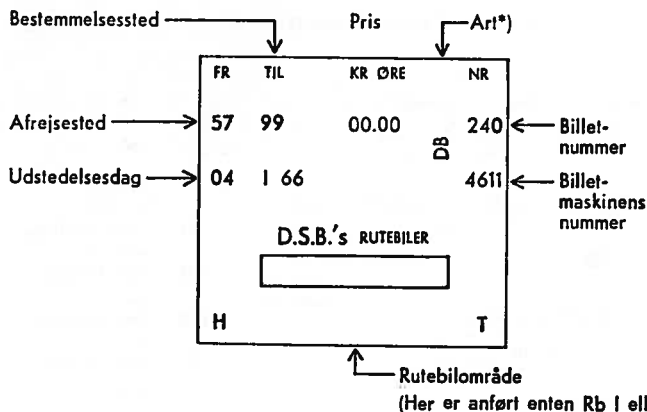 Bestemmelsessted Pris Art*)
FR TIL KR ØRE NR
Afrejsested 57 99 00.00 DB 240 Billet-
nummer
Udstedelsesdag 04 I 66 4611 Billet-
maskinens
nummer
D.S.B.'s RUTEBILER
H T
Rutebilområde
(Her er anført enten Rb I ell